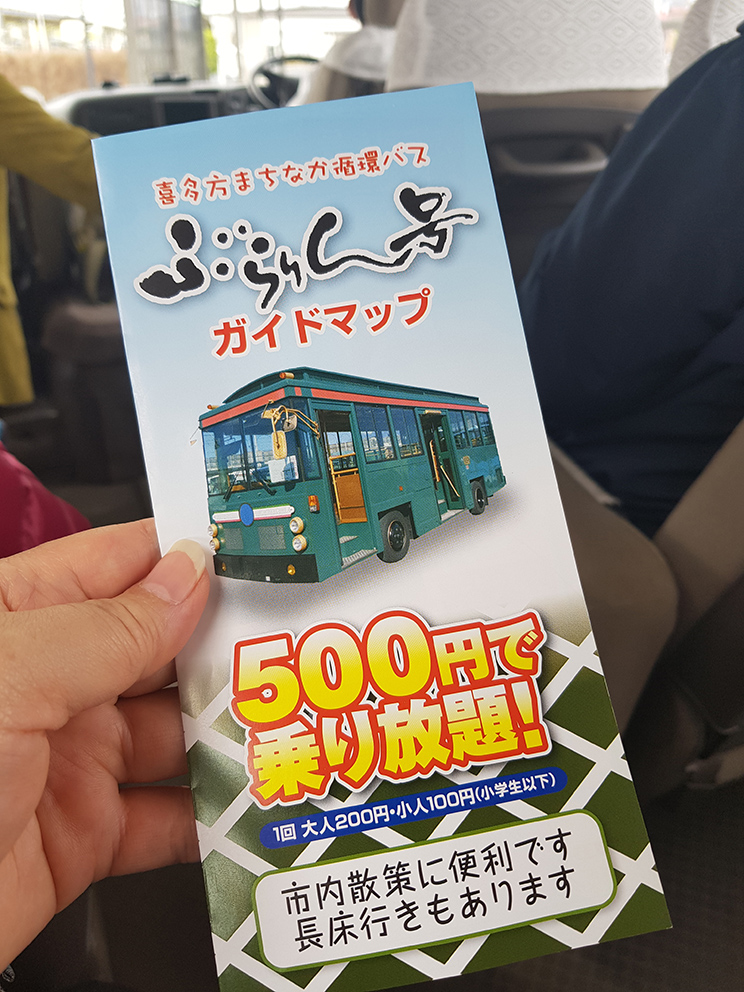 喜多方まちなか循環バス
ぶらりん号
ガイドマップ
500円で
乗り放題!
1回 大人200円・小人100円(小学生以下)
市内散策に便利です
長床行きもあります